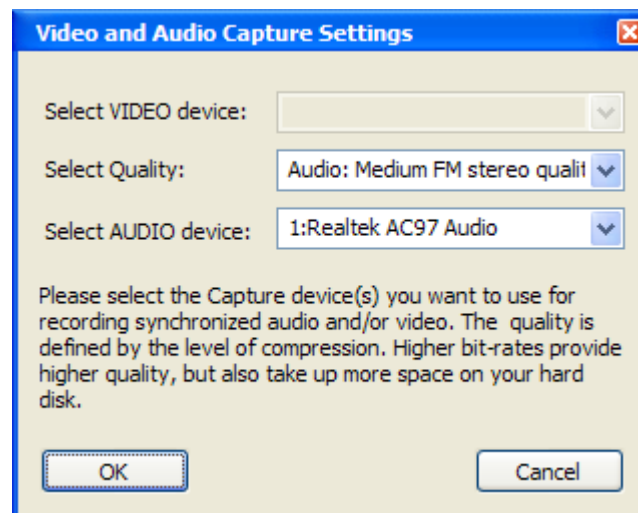 Video and Audio Capture Settings
Select VIDEO device:
Select Quality: Audio: Medium FM stereo qualit
Select AUDIO device: 1:Realtek AC97 Audio
Please select the Capture device(s) you want to use for
recording synchronized audio and/or video. The  quality is
defined by the level of compression. Higher bit-rates provide
higher quality, but also take up more space on your hard
disk.
OK Cancel